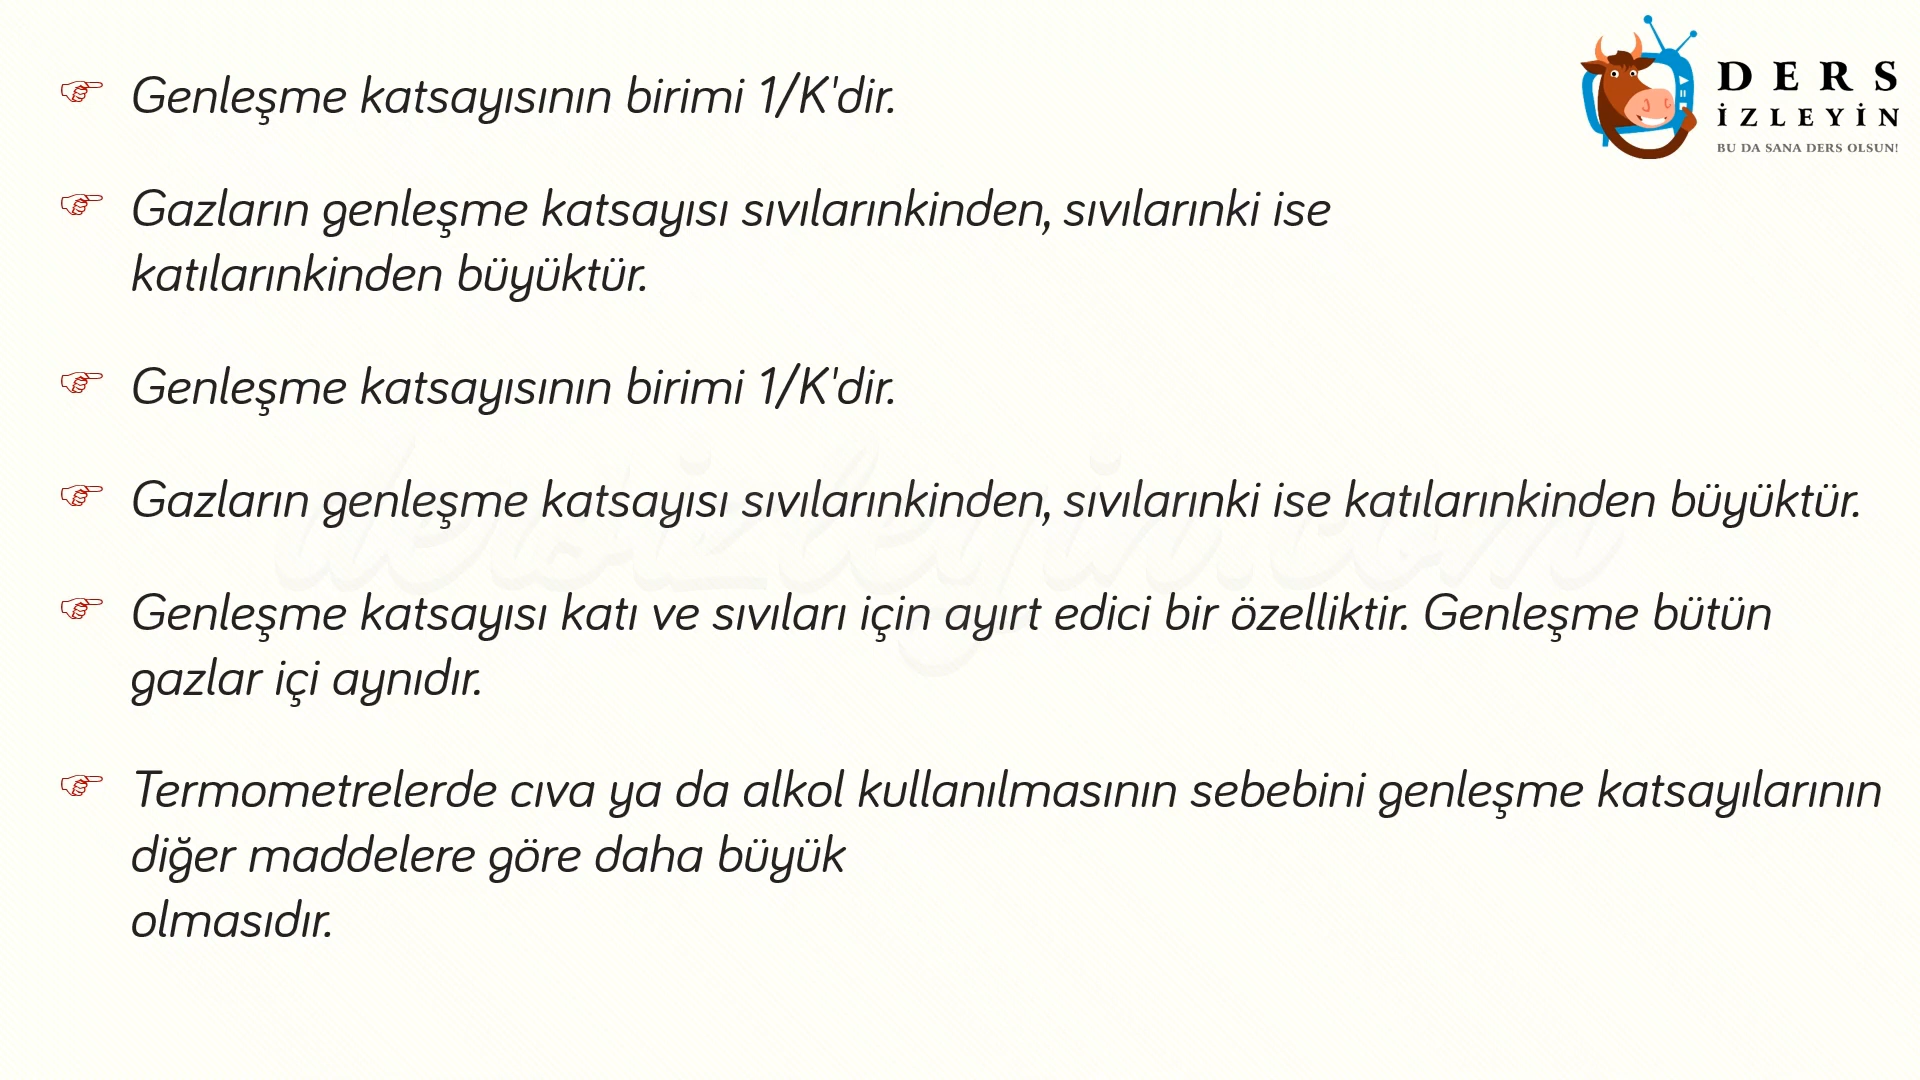 DERS
İZLEYİN
BU DA SANA DERS OLSUN!
Genleşme katsayısının birimi 1/K'dir.
Gazların genleşme katsayısı sıvılarınkinden, sıvılarınki ise
katılarınkinden büyüktür.
Genleşme katsayısının birimi 1/K'dir.
Gazların genleşme katsayısı sıvılarınkinden, sıvılarınki ise katılarınkinden büyüktür.
Genleşme katsayısı katı ve sıvıları için ayırt edici bir özelliktir. Genleşme bütün
gazlar içi aynıdır.
Termometrelerde cıva ya da alkol kullanılmasının sebebini genleşme katsayılarının
diğer maddelere göre daha büyük
olmasıdır.
dersizleyin.com